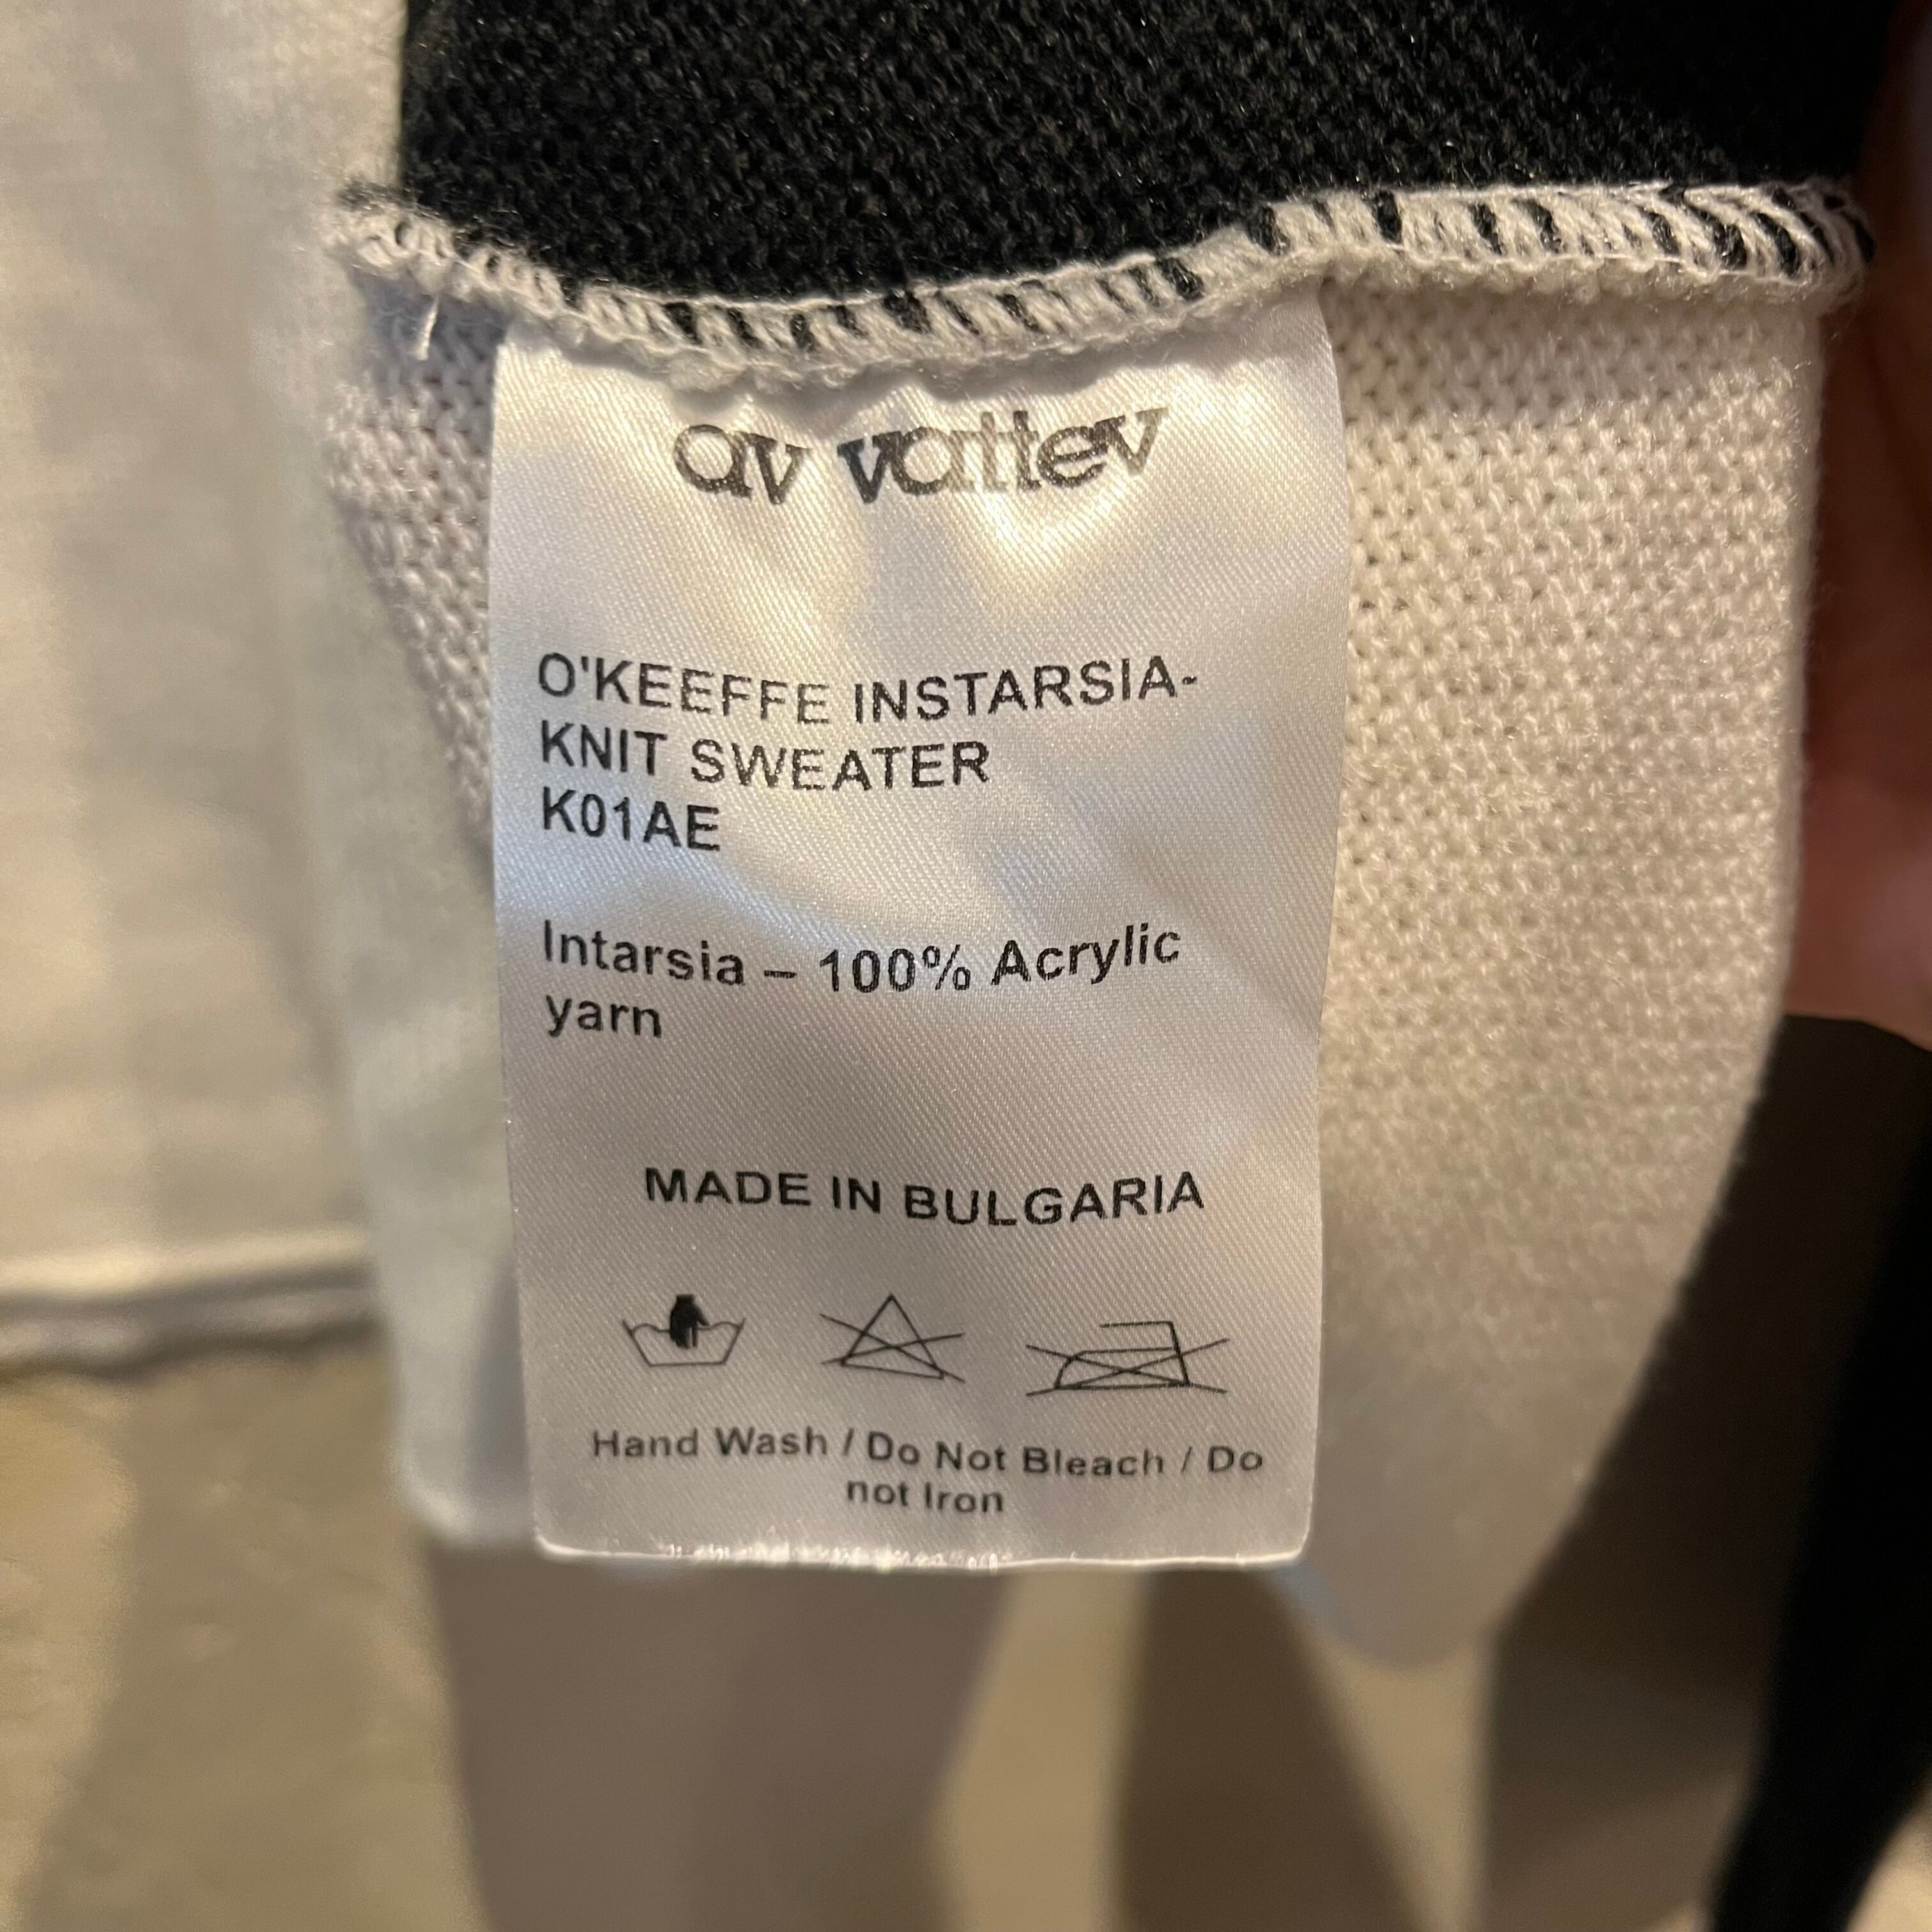 av vattev
O'KEEFFE INSTARSIA-
KNIT SWEATER
K01AE
Intarsia – 100% Acrylic
yarn
MADE IN BULGARIA
Hand Wash / Do Not Bleach / Do
not Iron